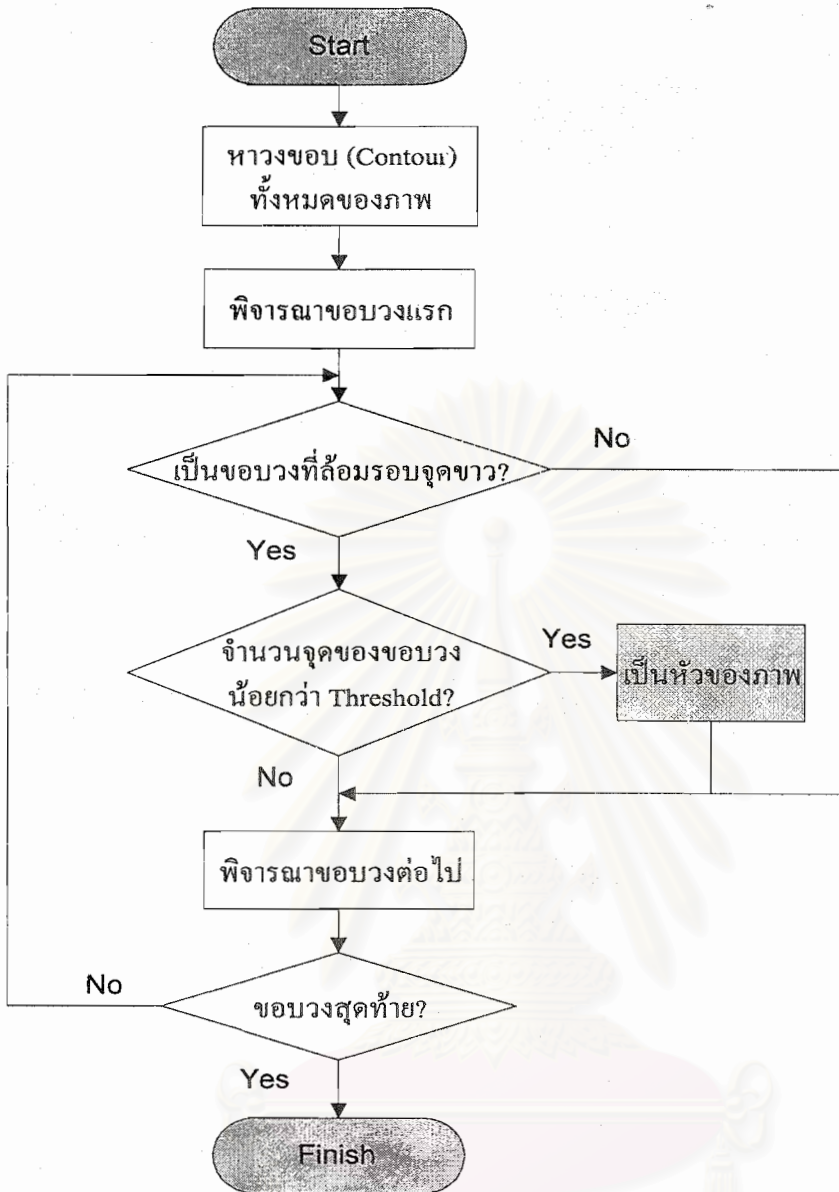 Start
หาวงขอบ (Contour)
ทั้งหมดของภาพ
พิจารณาขอบวงแรก
เป็นขอบวงที่ล้อมรอบจุดขาว?
No
Yes
จำนวนจุดของขอบวง
น้อยกว่า Threshold?
Yes
เป็นหัวของภาพ
No
พิจารณาขอบวงต่อไป
ขอบวงสุดท้าย?
No
Yes
Finish